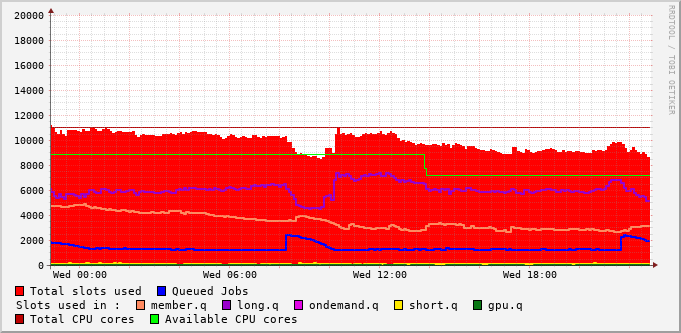 RRDTOOL / TOBI OETIKER
20000
18000
16000
14000
12000
10000
8000
6000
4000
2000
0
Wed 00:00 Wed 06:00 Wed 12:00 Wed 18:00
Total slots used Queued Jobs
Slots used in : member.q long.q ondemand.q short.q gpu.q
Total CPU cores Available CPU cores